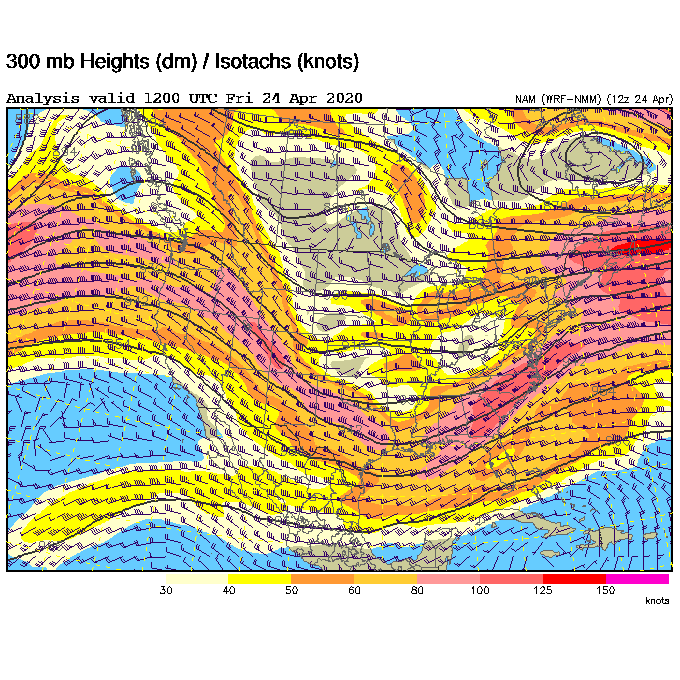 300 mb Heights (dm) / Isotachs (knots)
Analysis valid 1200 UTC Fri 24 Apr 2020
NAM (WRF-NMM) (12z 24 Apr)
30 40 50 60 80 100 125 150
knots